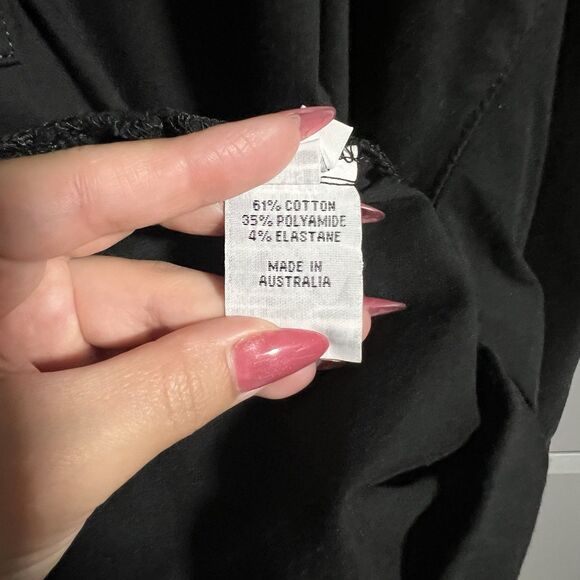 61% COTTON
35% POLYAMIDE
4% ELASTANE
MADE IN
AUSTRALIA